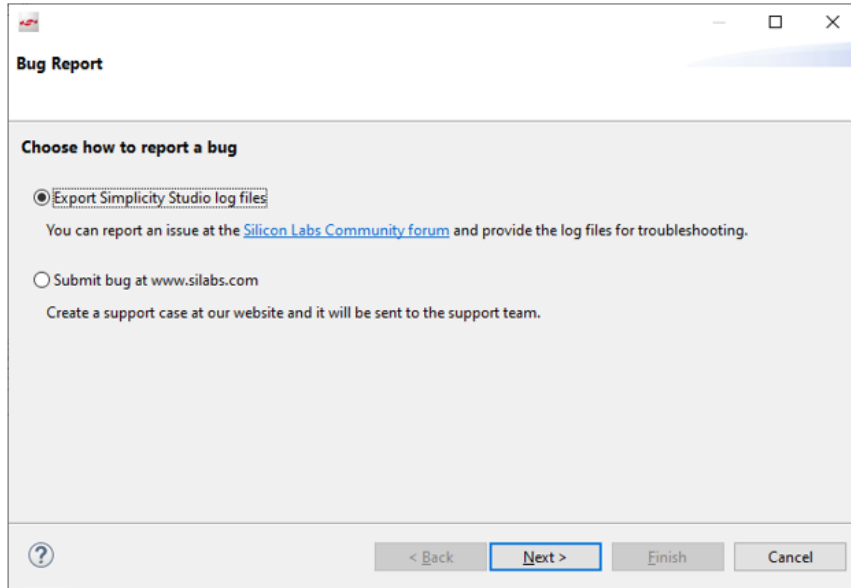 Bug Report
Choose how to report a bug
Export Simplicity Studio log files
You can report an issue at the Silicon Labs Community forum and provide the log files for troubleshooting.
Submit bug at www.silabs.com
Create a support case at our website and it will be sent to the support team.
?
< Back
Next >
Finish
Cancel